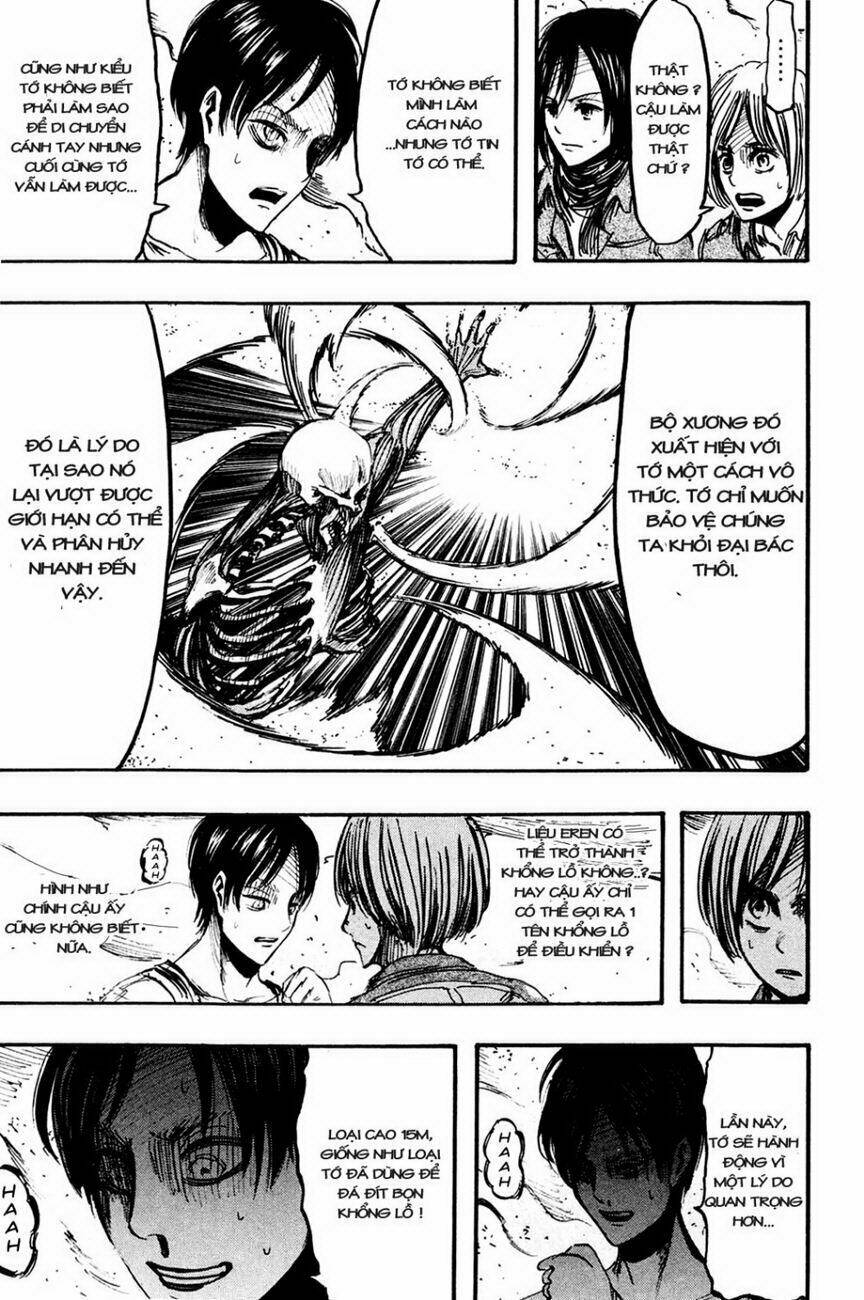 ......
THẬT
KHÔNG ?
CẬU LÀM
ĐƯỢC
THẬT
CHỨ ?
TỚ KHÔNG BIẾT
MÌNH LÀM
CÁCH NÀO
...NHƯNG TỚ TIN
TỚ CÓ THỂ.
CŨNG NHƯ KIỂU
TỚ KHÔNG BIẾT
PHẢI LÀM SAO
ĐỂ DI CHUYỂN
CÁNH TAY NHƯNG
CUỐI CÙNG TỚ
VẪN LÀM ĐƯỢC...
BỘ XƯƠNG ĐÓ
XUẤT HIỆN VỚI
TỚ MỘT CÁCH VÔ
THỨC. TỚ CHỈ MUỐN
BẢO VỆ CHÚNG
TA KHỎI ĐẠI BÁC
THÔI.
ĐÓ LÀ LÝ DO
TẠI SAO NÓ
LẠI VƯỢT ĐƯỢC
GIỚI HẠN CÓ THỂ
VÀ PHÂN HỦY
NHANH ĐẾN
VẬY.
LIỆU EREN CÓ
THỂ TRỞ THÀNH
KHỔNG LỒ KHÔNG..?
HAY CẬU ẤY CHỈ
CÓ THỂ GỌI RA 1
TÊN KHỔNG LỒ
ĐỂ ĐIỀU KHIỂN ?
HAAH
HÌNH NHƯ
CHÍNH CẬU ẤY
CŨNG KHÔNG BIẾT
NỮA.
LẦN NÀY,
TỚ SẼ HÀNH
ĐỘNG VÌ
MỘT LÝ DO
QUAN TRỌNG
HƠN...
HAAH
LOẠI CAO 15M,
GIỐNG NHƯ LOẠI
TỚ ĐÃ DÙNG ĐỂ
ĐÁ ĐÍT BỌN
KHỔNG LỒ !
HAAH